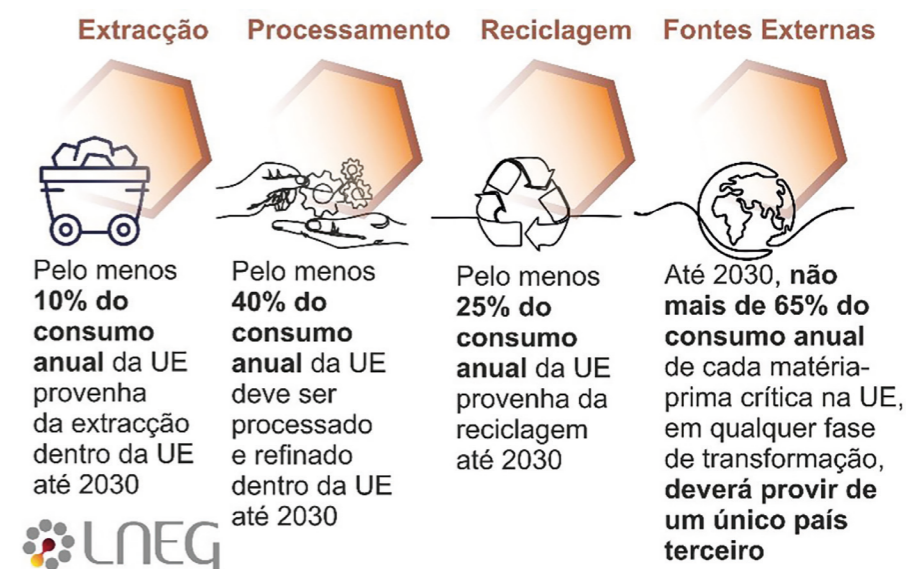 Extracção
Pelo menos
10% do
consumo
anual da UE
provenha
da extracção
dentro da UE
até 2030
Processamento
Pelo menos
40% do
consumo
anual da UE
deve ser
processado
e refinado
dentro da UE
até 2030
Reciclagem
Pelo menos
25% do
consumo
anual da UE
provenha da
reciclagem
até 2030
Fontes Externas
Até 2030, não
mais de 65% do
consumo anual
de cada matéria-
prima crítica na UE,
em qualquer fase
de transformação,
deverá provir de
um único país
terceiro
LNEG